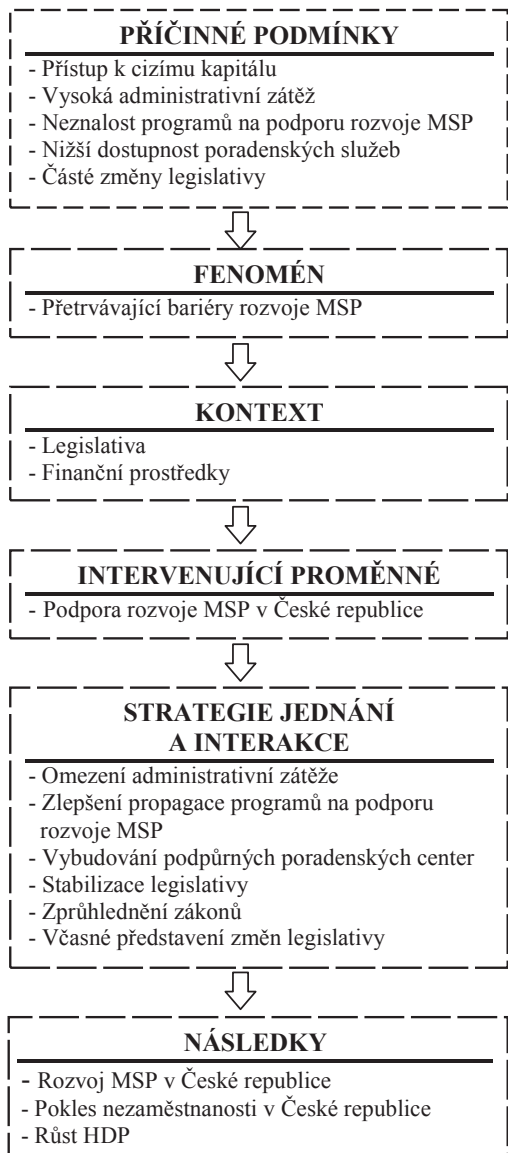 PŘÍČINNÉ PODMÍNKY
- Přístup k cizímu kapitálu
- Vysoká administrativní zátěž
- Neznalost programů na podporu rozvoje MSP
- Nižší dostupnost poradenských služeb
- Částé změny legislativy
FENOMÉN
- Přetrvávající bariéry rozvoje MSP
KONTEXT
- Legislativa
- Finanční prostředky
INTERVENUJÍCÍ PROMĚNNÉ
- Podpora rozvoje MSP v České republice
STRATEGIE JEDNÁNÍ
A INTERAKCE
- Omezení administrativní zátěže
- Zlepšení propagace programů na podporu
rozvoje MSP
- Vybudování podpůrných poradenských center
- Stabilizace legislativy
- Zprůhlednění zákonů
- Včasné představení změn legislativy
NÁSLEDKY
- Rozvoj MSP v České republice
- Pokles nezaměstnanosti v České republice
- Růst HDP